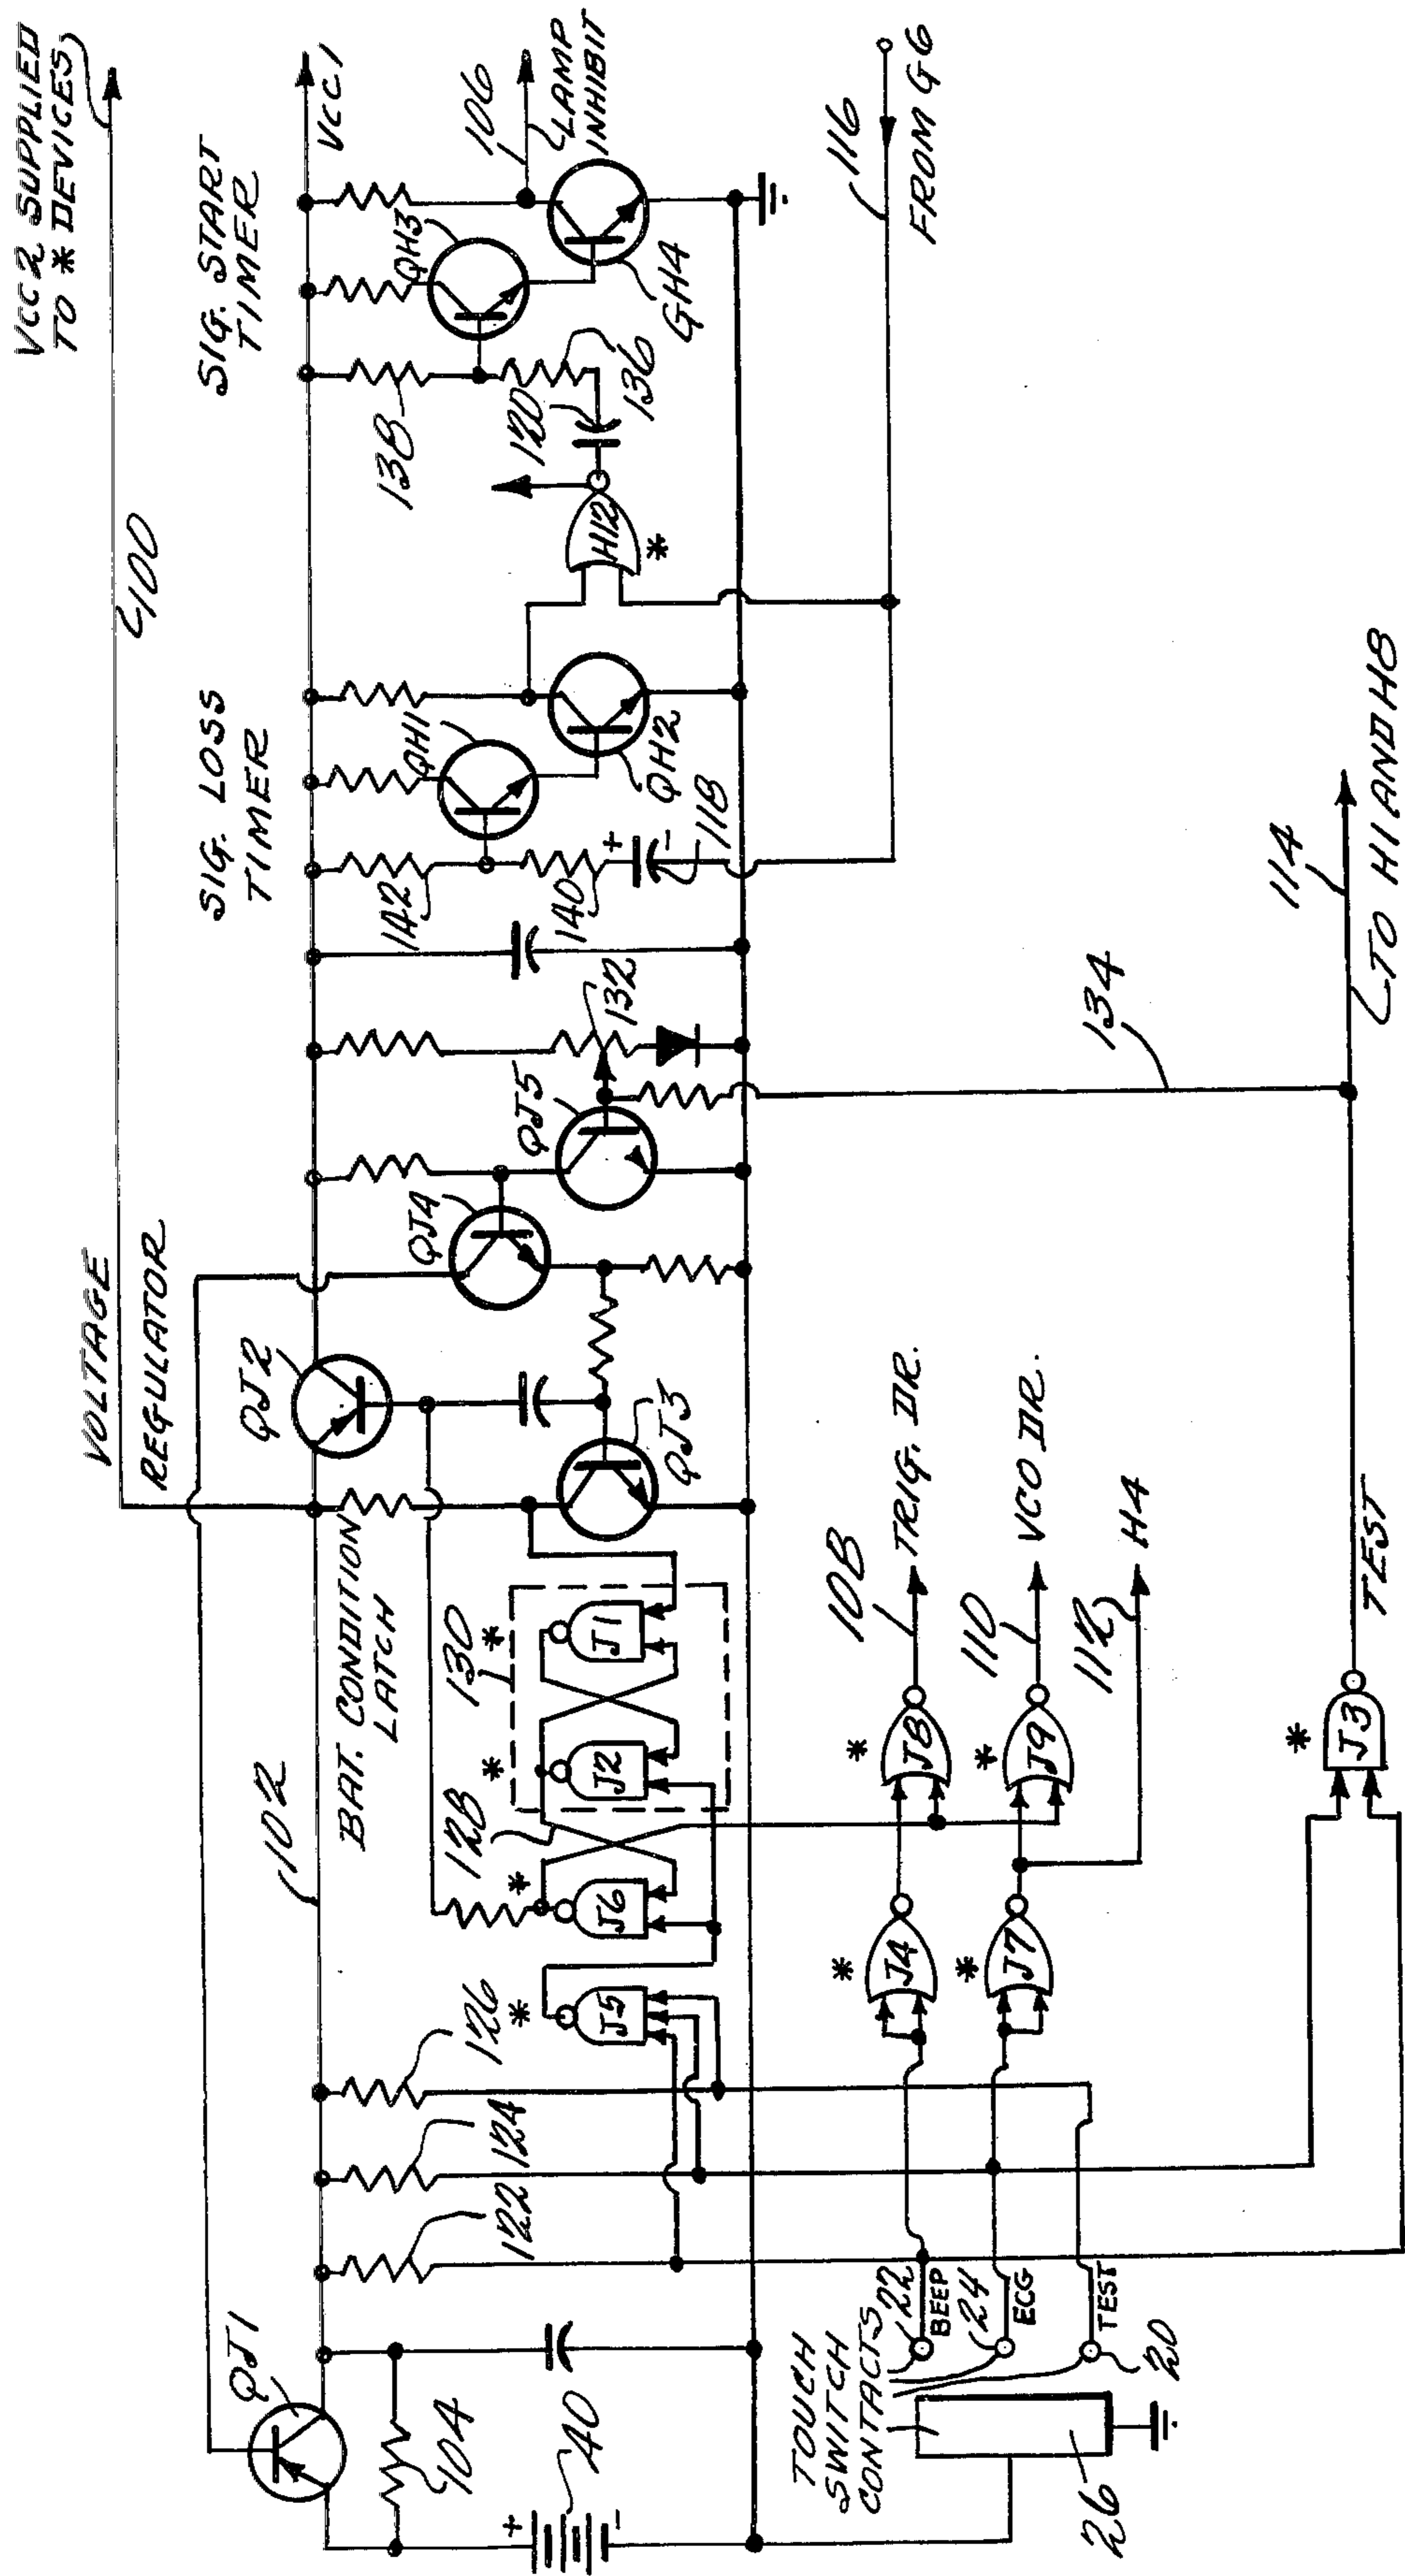 VCC 2 SUPPLIED
TO * DEVICES
100
VOLTAGE
REGULATOR
SIG. LOSS
TIMER
SIG. START
TIMER
VCC 1
QJ1
102
BAT. CONDITION
LATCH
QJ2
QJ4
QJ5
QJ3
132
142
140
118
QH1
QH2
138
120
136
QH3
GH4
106
LAMP
INHIBIT
H12
*
116
FROM G6
104
40
+
-
+
-
122
124
126
128
130
*
J5
*
J6
*
J2
*
J1
TOUCH
SWITCH
CONTACTS
22
BEEP
24
ECG
TEST
20
26
*
J4
*
J7
*
J8
*
J9
108
TRIG. DR.
110
VCO DR.
112
H4
*
J3
TEST
134
114
TO H1 AND H8